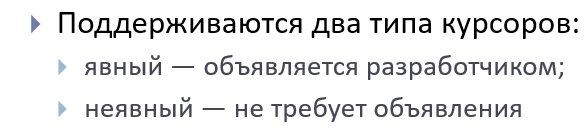 Поддерживаются два типа курсоров:
явный — объявляется разработчиком;
неявный — не требует объявления